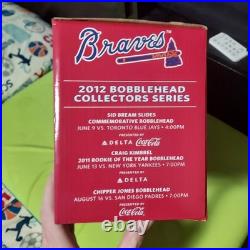 Braves
2012 BOBBLEHEAD
COLLECTORS SERIES
SID BREAM SLIDES
COMMEMORATIVE BOBBLEHEAD
JUNE 9 VS. TORONTO BLUE JAYS • 4:00PM
PRESENTED BY
DELTA Coca-Cola
CRAIG KIMBREL
2011 ROOKIE OF THE YEAR BOBBLEHEAD
JUNE 13 VS. NEW YORK YANKEES • 7:00PM
PRESENTED BY
DELTA
CHIPPER JONES BOBBLEHEAD
AUGUST 16 VS. SAN DIEGO PADRES • 7:00PM
PRESENTED BY
Coca-Cola